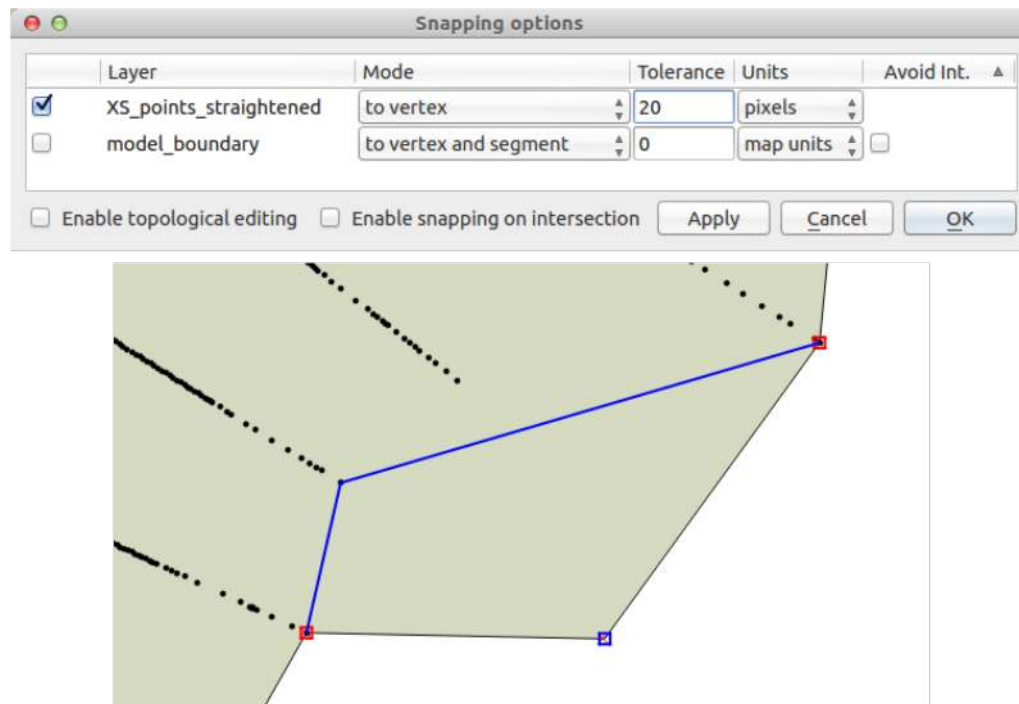 Snapping options
Layer Mode Tolerance Units Avoid Int.
XS_points_straightened to vertex 20 pixels
model_boundary to vertex and segment 0 map units
Enable topological editing Enable snapping on intersection Apply Cancel OK